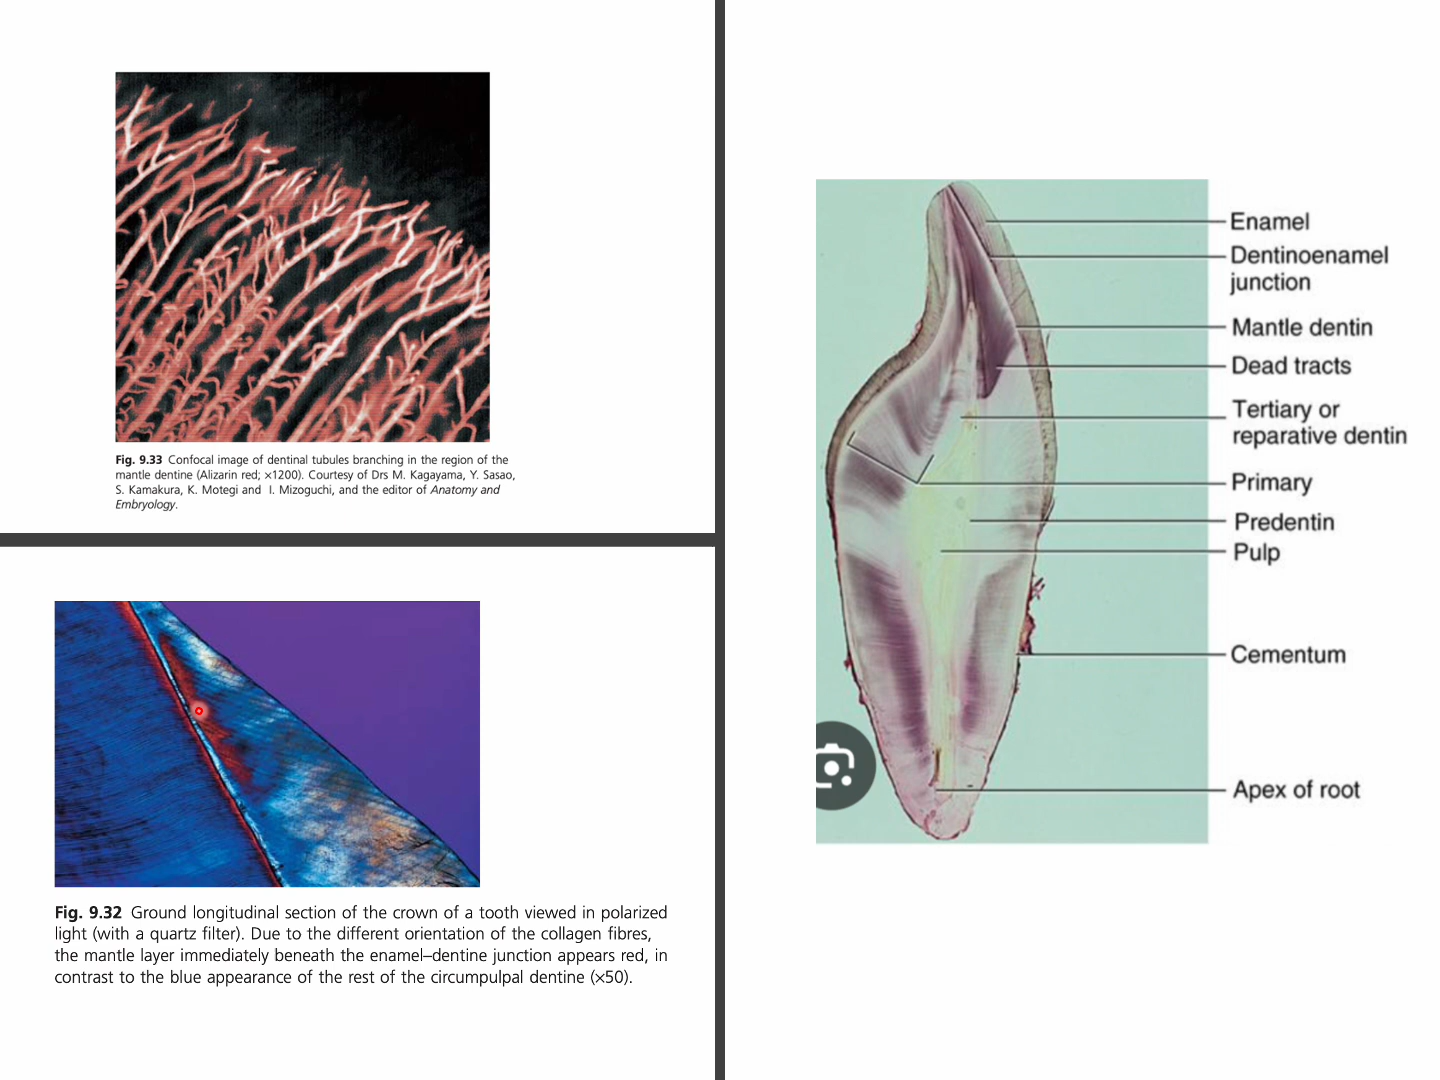 Fig. 9.33 Confocal image of dentinal tubules branching in the region of the
mantle dentine (Alizarin red; ×1200). Courtesy of Drs M. Kagayama, Y. Sasao,
S. Kamakura, K. Motegi and I. Mizoguchi, and the editor of Anatomy and
Embryology.
Fig. 9.32 Ground longitudinal section of the crown of a tooth viewed in polarized
light (with a quartz filter). Due to the different orientation of the collagen fibres,
the mantle layer immediately beneath the enamel–dentine junction appears red, in
contrast to the blue appearance of the rest of the circumpulpal dentine (×50).
Enamel
Dentinoenamel
junction
Mantle dentin
Dead tracts
Tertiary or
reparative dentin
Primary
Predentin
Pulp
Cementum
Apex of root